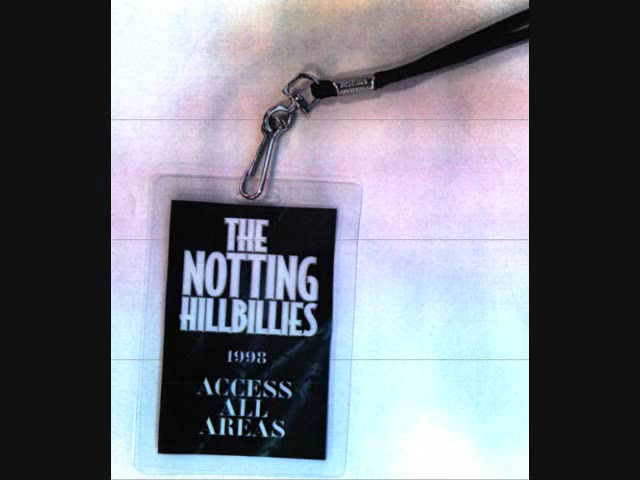 THE
NOTTING
HILLBILLIES
1998
ACCESS
ALL
AREAS